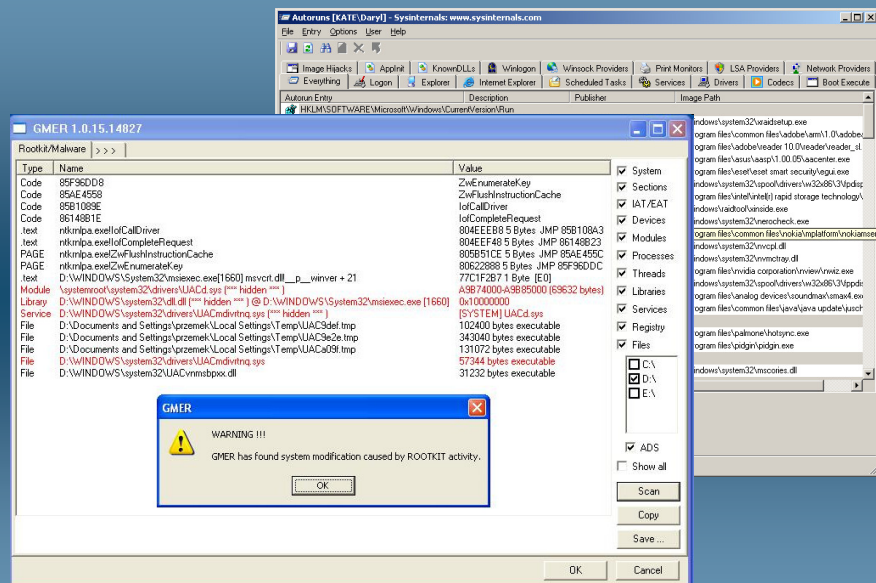 Autoruns [KATE\Daryl] - Sysinternals: www.sysinternals.com
File Entry Options User Help
Image Hijacks AppInit KnownDLLs Winlogon Winsock Providers Print Monitors LSA Providers Network Providers
Everything Logon Explorer Internet Explorer Scheduled Tasks Services Drivers Codecs Boot Execute
Autorun Entry Description Publisher Image Path
HKLM\SOFTWARE\Microsoft\Windows\CurrentVersion\Run
indows\system32\xraidsetup.exe
ogram files\common files\adobe\arm\1.0\adobea
ogram files\adobe\reader 10.0\reader\reader_sl.
ogram files\asus\aasp\1.00.05\aacenter.exe
ogram files\eset\eset smart security\egui.exe
indows\system32\spool\drivers\w32x86\3\fpdisp
ogram files\intel\intel(r) rapid storage technology\
indows\raidtool\xinside.exe
indows\system32\nerocheck.exe
ogram files\common files\nokia\mplatform\nokiamser
indows\system32\nvcpl.dll
indows\system32\nvmctray.dll
ogram files\nvidia corporation\nview\nwiz.exe
indows\system32\spool\drivers\w32x86\3\fppdis
ogram files\analog devices\soundmax\smax4.ex
ogram files\common files\java\java update\jusch
ogram files\palmone\hotsync.exe
ogram files\pidgin\pidgin.exe
indows\system32\mscories.dll
GMER 1.0.15.14827
Rootkit/Malware > > >
Type Name Value
Code 85F96DD8 ZwEnumerateKey
Code 85AE4558 ZwFlushInstructionCache
Code 85B1089E IofCallDriver
Code 86148B1E IofCompleteRequest
.text ntkrnlpa.exe!IofCallDriver 804EEEB8 5 Bytes JMP 85B108A3
.text ntkrnlpa.exe!IofCompleteRequest 804EEF48 5 Bytes JMP 86148B23
PAGE ntkrnlpa.exe!ZwFlushInstructionCache 805B51CE 5 Bytes JMP 85AE455C
PAGE ntkrnlpa.exe!ZwEnumerateKey 80622888 5 Bytes JMP 85F96DDC
.text D:\WINDOWS\System32\msiexec.exe[1660] msvcrt.dll!__p__winver + 21 77C1F2B7 1 Byte [E0]
Module \systemroot\system32\drivers\UACd.sys (*** hidden *** ) A9B74000-A9B85000 (69632 bytes)
Library D:\WINDOWS\system32\dll.dll (*** hidden *** ) @ D:\WINDOWS\System32\msiexec.exe [1660] 0x10000000
Service D:\WINDOWS\system32\drivers\UACmdivrtnq.sys (*** hidden *** ) [SYSTEM] UACd.sys
File D:\Documents and Settings\przemek\Local Settings\Temp\UAC9def.tmp 102400 bytes executable
File D:\Documents and Settings\przemek\Local Settings\Temp\UAC9e2e.tmp 343040 bytes executable
File D:\Documents and Settings\przemek\Local Settings\Temp\UACa09f.tmp 131072 bytes executable
File D:\WINDOWS\system32\drivers\UACmdivrtnq.sys 57344 bytes executable
File D:\WINDOWS\system32\UACvnmsbpxx.dll 31232 bytes executable
System
Sections
IAT/EAT
Devices
Modules
Processes
Threads
Libraries
Services
Registry
Files
C:\
D:\
E:\
ADS
Show all
Scan
Copy
Save ...
OK Cancel
GMER
WARNING !!!
GMER has found system modification caused by ROOTKIT activity.
OK